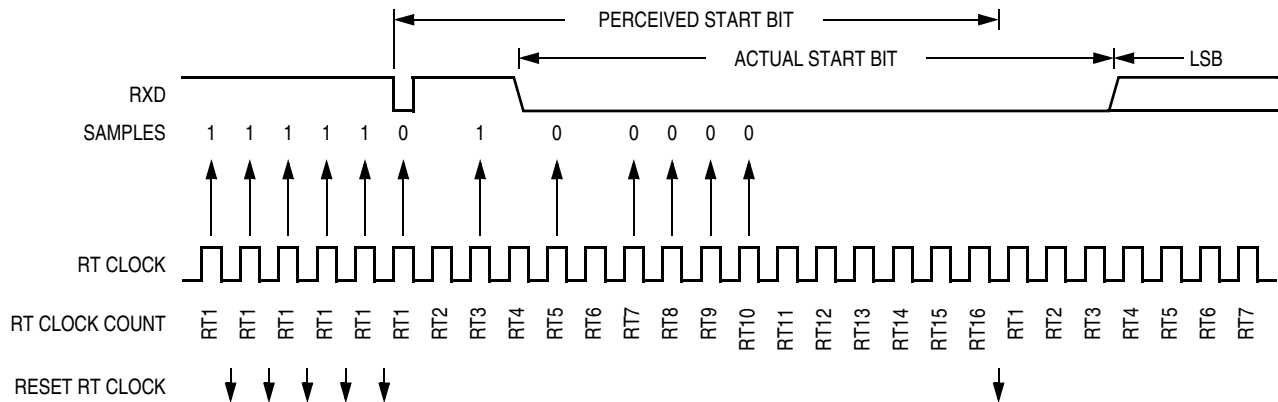 PERCEIVED START BIT
ACTUAL START BIT LSB
RXD
SAMPLES 1 1 1 1 1 0 1 0 0 0 0 0
RT CLOCK
RT CLOCK COUNT RT1 RT1 RT1 RT1 RT1 RT1 RT2 RT3 RT4 RT5 RT6 RT7 RT8 RT9 RT10 RT11 RT12 RT13 RT14 RT15 RT16 RT1 RT2 RT3 RT4 RT5 RT6 RT7
RESET RT CLOCK